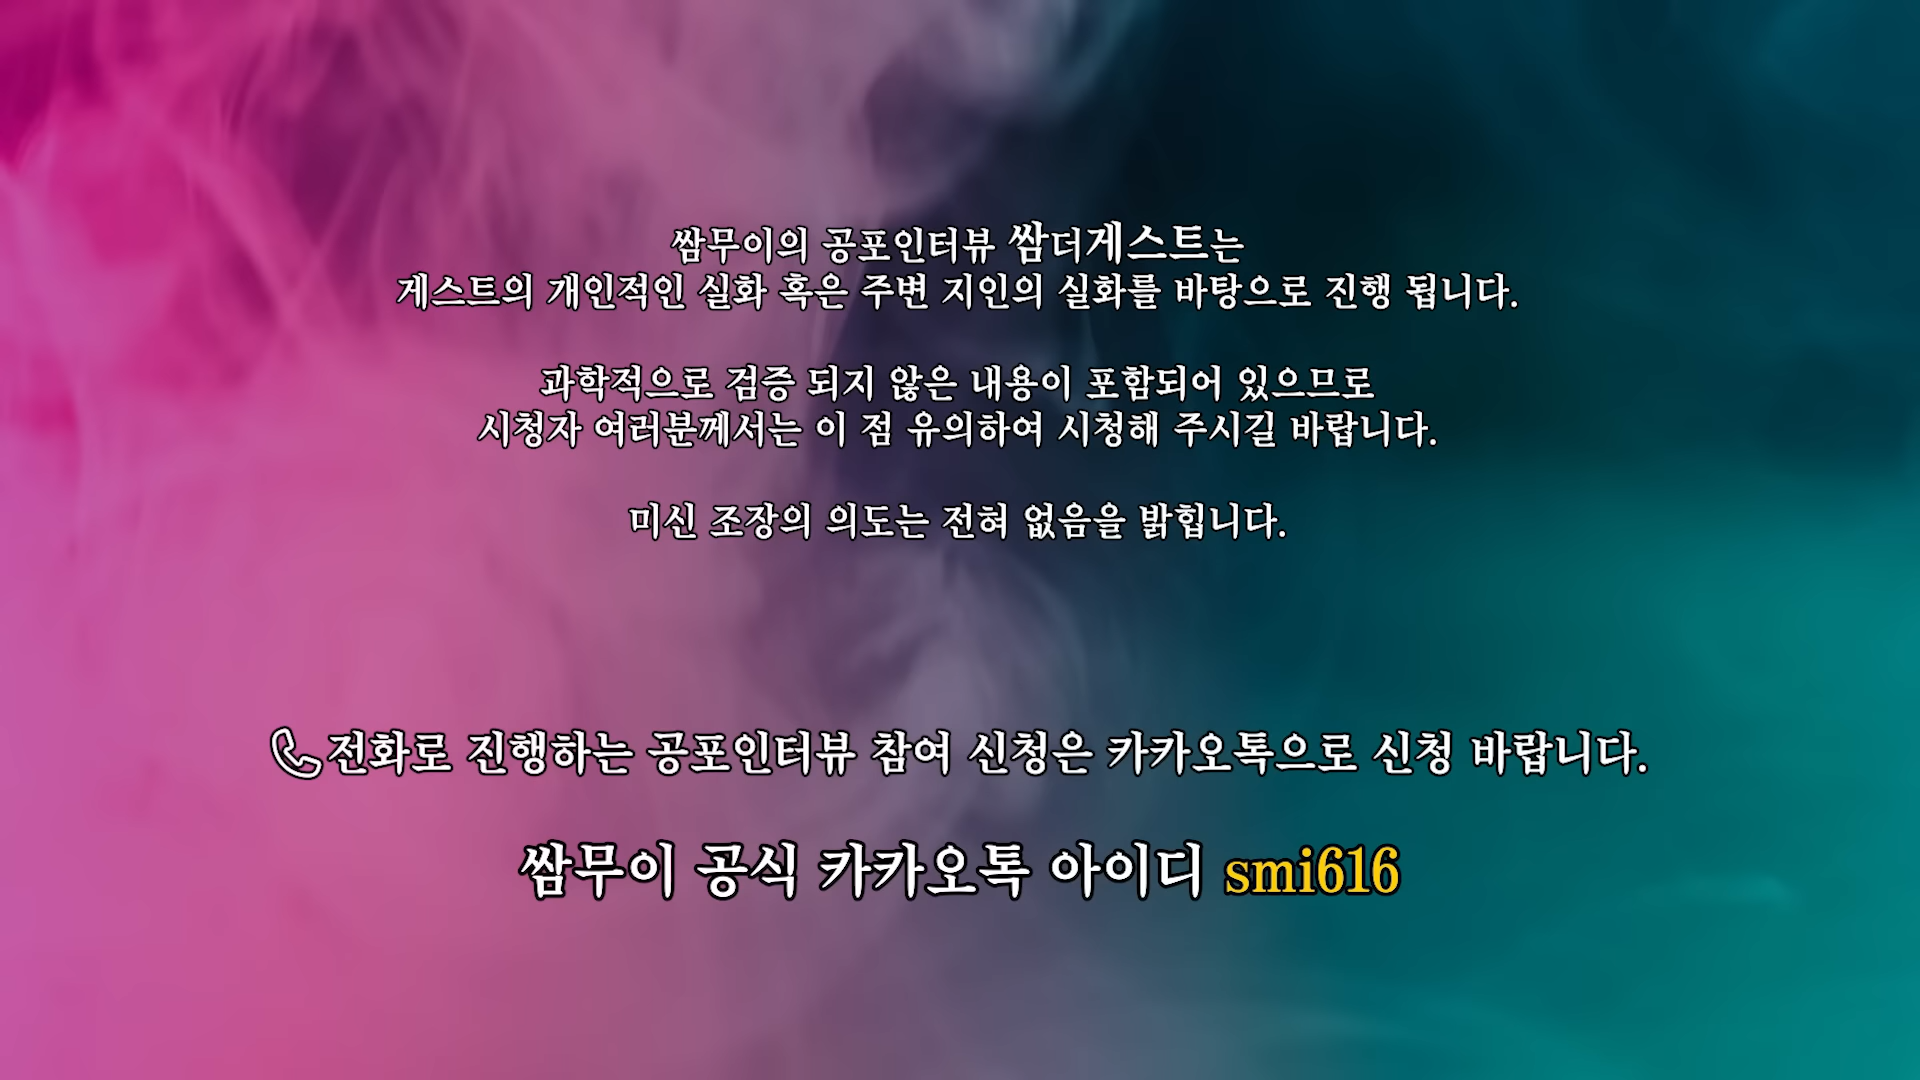 쌈무이의 공포인터뷰 쌈더게스트는
게스트의 개인적인 실화 혹은 주변 지인의 실화를 바탕으로 진행 됩니다.
과학적으로 검증 되지 않은 내용이 포함되어 있으므로
시청자 여러분께서는 이 점 유의하여 시청해 주시길 바랍니다.
미신 조장의 의도는 전혀 없음을 밝힙니다.
전화로 진행하는 공포인터뷰 참여 신청은 카카오톡으로 신청 바랍니다.
쌈무이 공식 카카오톡 아이디 smi616